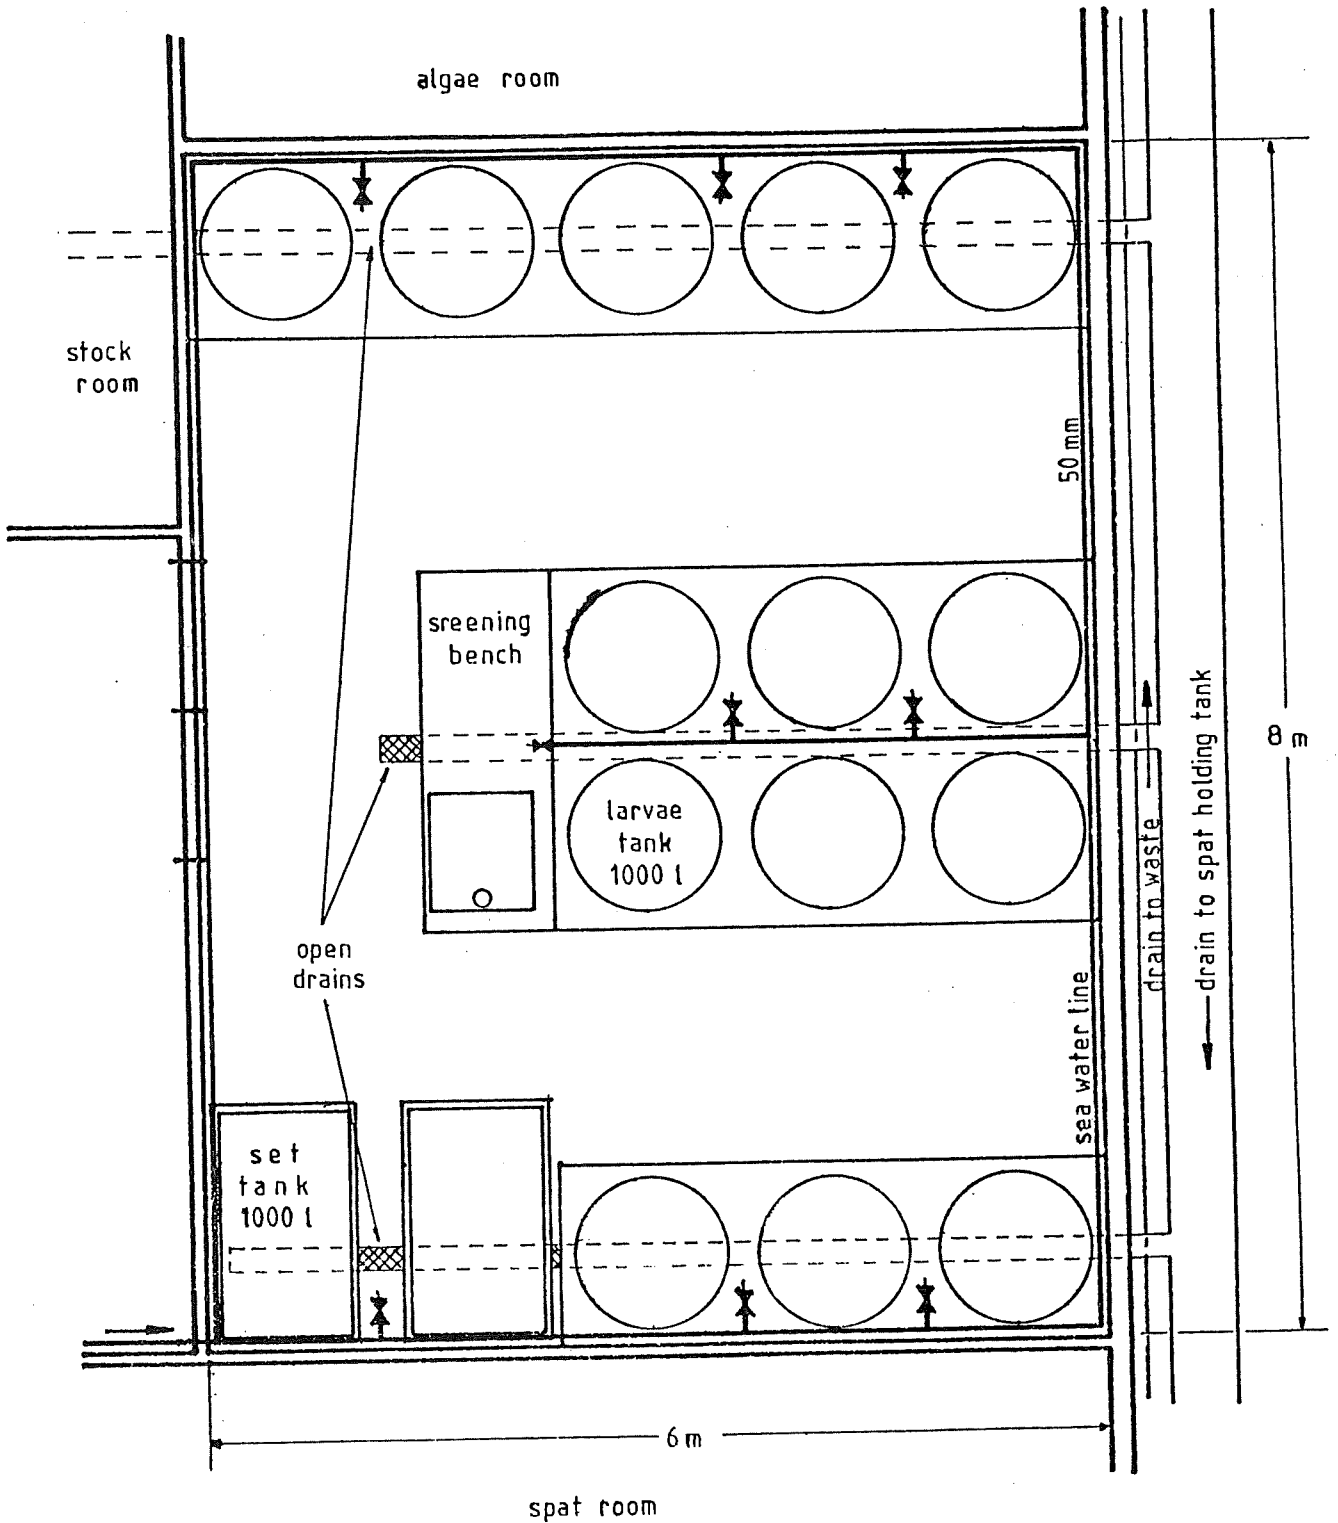 algae room
stock
room
50 mm
sreening
bench
larvae
tank
1000 l
8 m
open
drains
drain to waste
drain to spat holding tank
sea water line
set
tank
1000 l
6 m
spat room